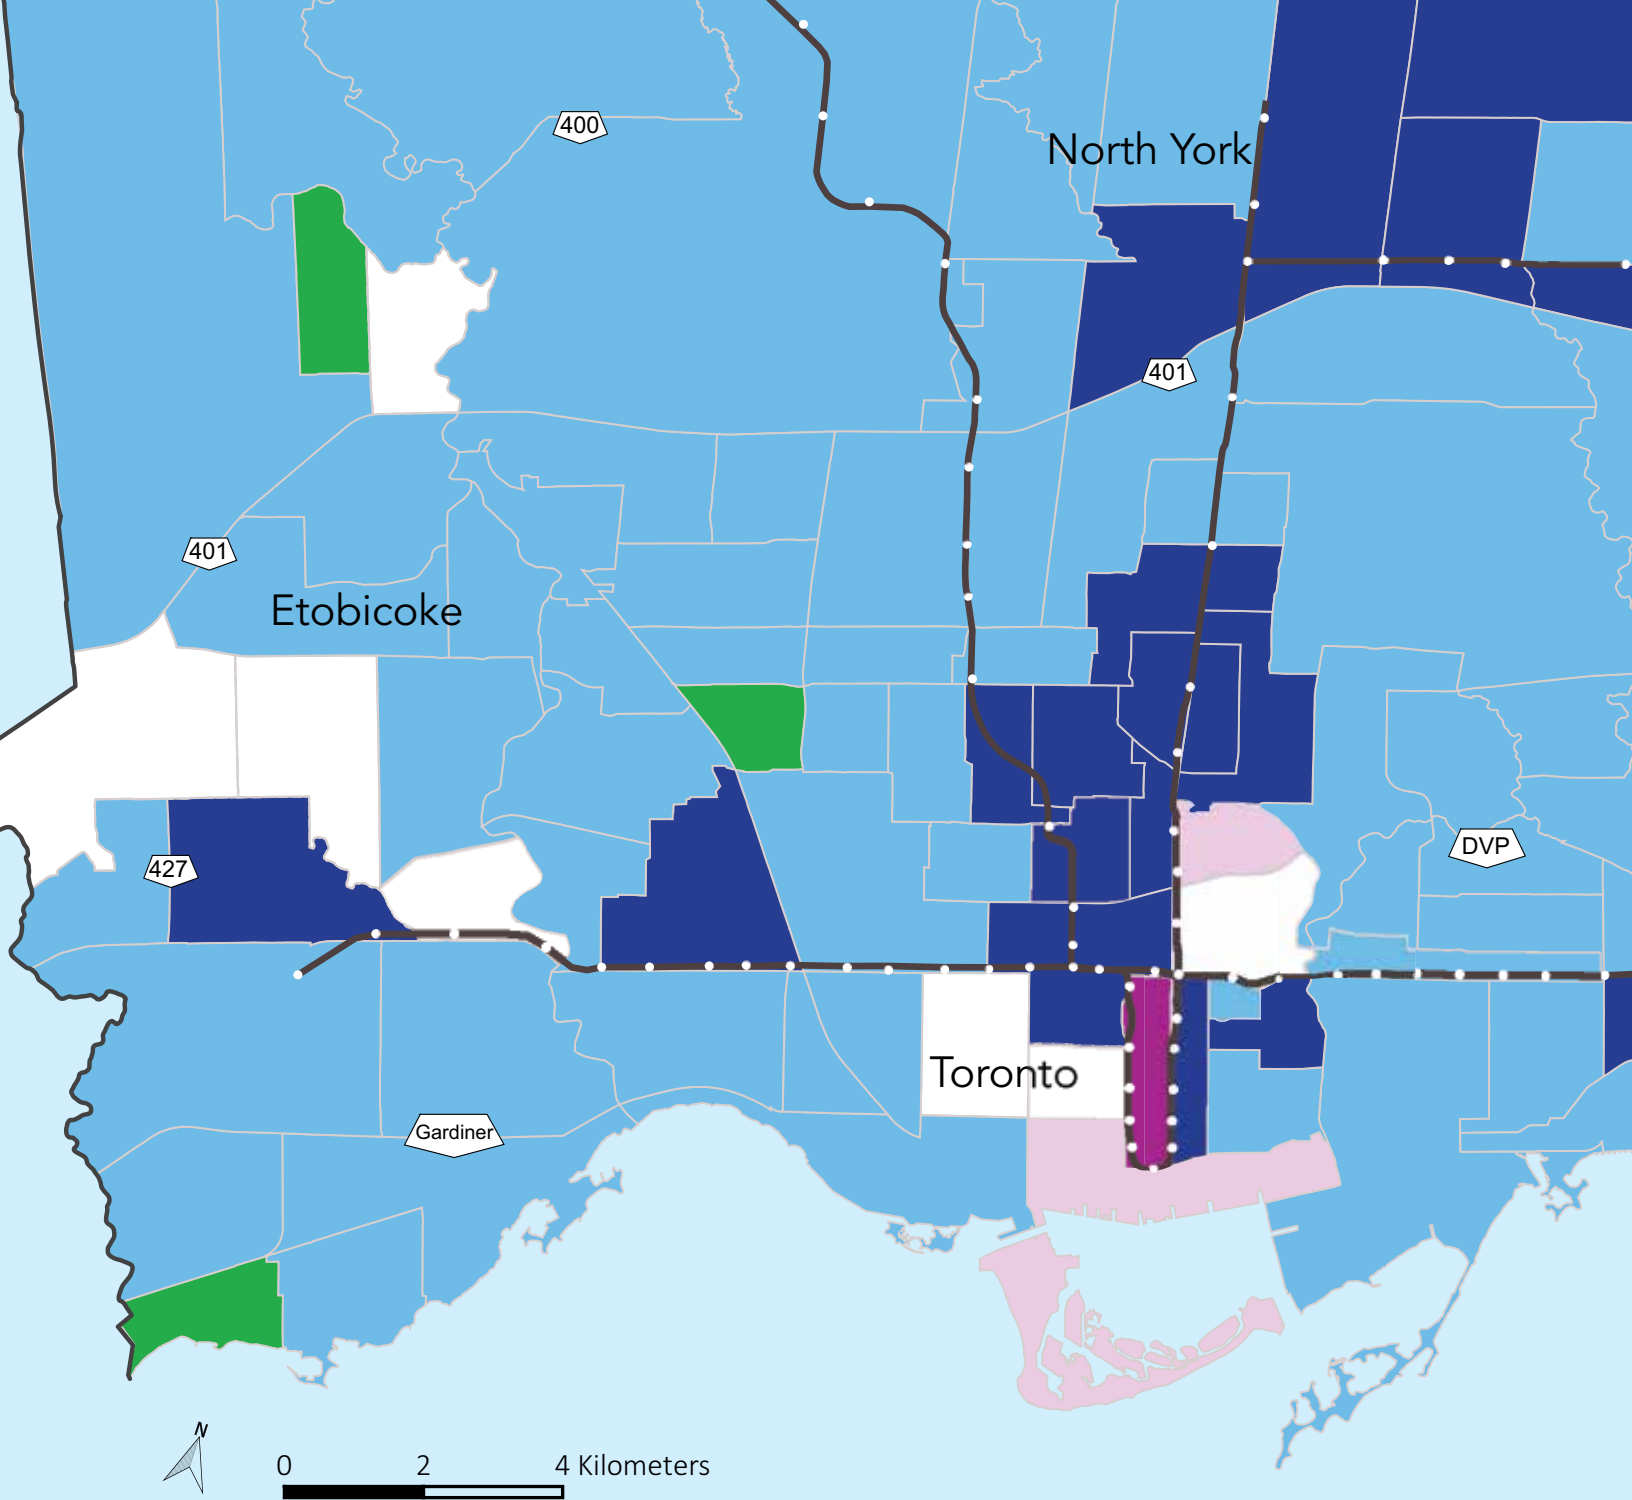 400
North York
401
401
Etobicoke
DVP
427
Toronto
Gardiner
N
0 2 4 Kilometers